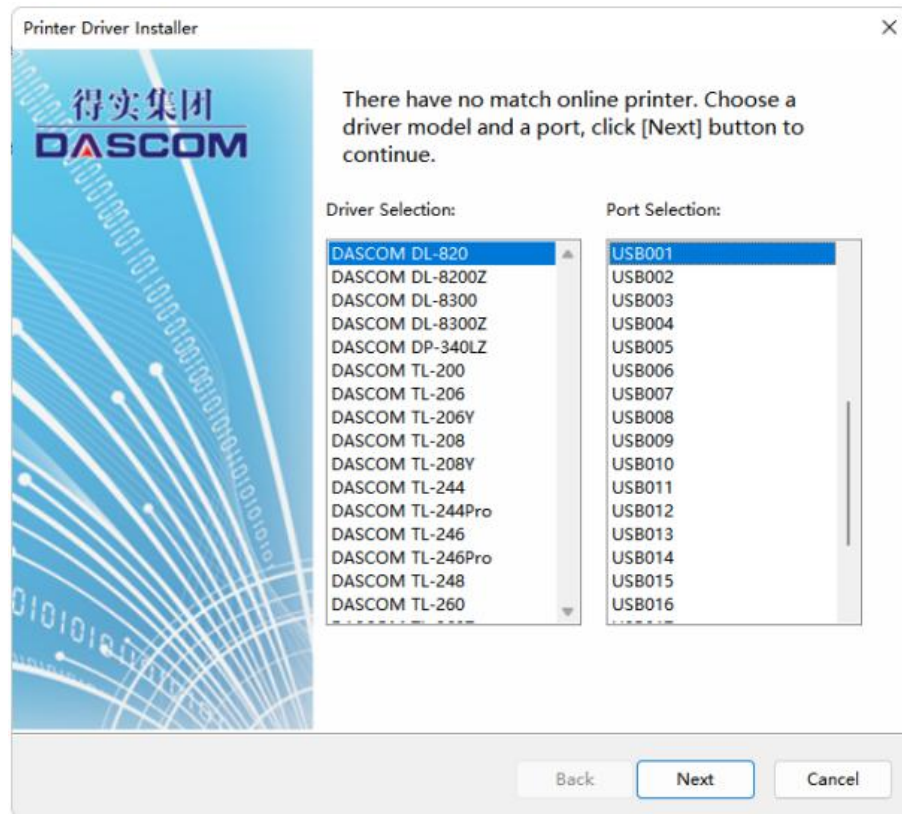 Printer Driver Installer
得实集团
DASCOM
There have no match online printer. Choose a
driver model and a port, click [Next] button to
continue.
Driver Selection:
Port Selection:
DASCOM DL-820
DASCOM DL-8200Z
DASCOM DL-8300
DASCOM DL-8300Z
DASCOM DP-340LZ
DASCOM TL-200
DASCOM TL-206
DASCOM TL-206Y
DASCOM TL-208
DASCOM TL-208Y
DASCOM TL-244
DASCOM TL-244Pro
DASCOM TL-246
DASCOM TL-246Pro
DASCOM TL-248
DASCOM TL-260
USB001
USB002
USB003
USB004
USB005
USB006
USB007
USB008
USB009
USB010
USB011
USB012
USB013
USB014
USB015
USB016
Back
Next
Cancel